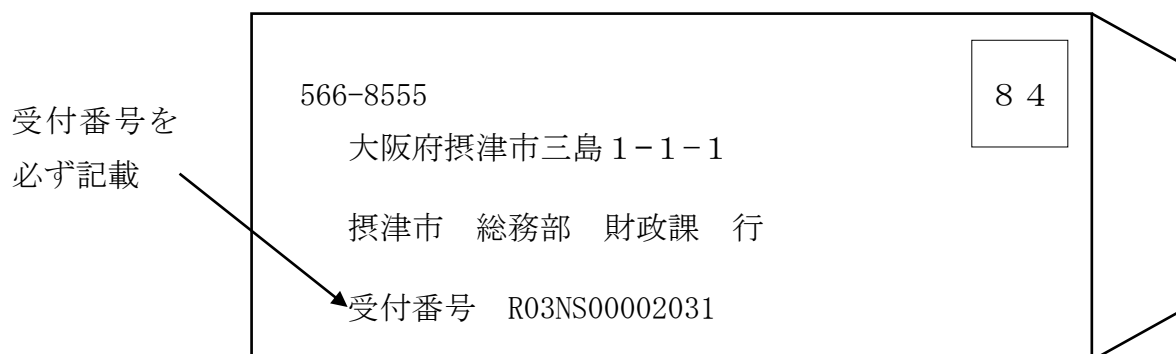 受付番号を
必ず記載
566-8555
８４
大阪府摂津市三島１－１－１
摂津市　総務部　財政課　行
受付番号　R03NS00002031